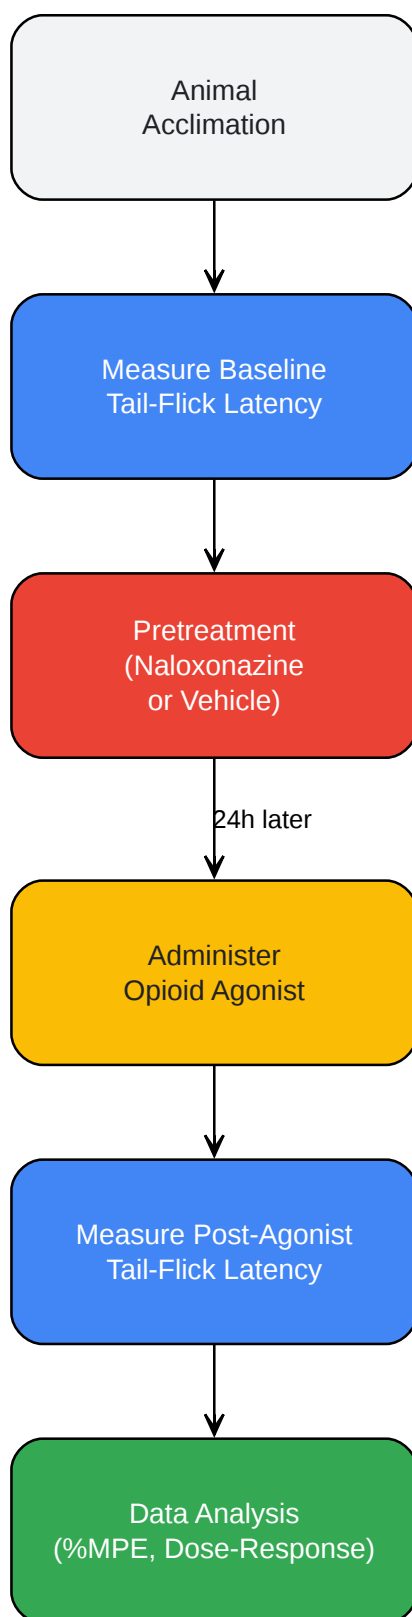 Animal
Acclimation
Measure Baseline
Tail-Flick Latency
Pretreatment
(Naloxonazine
or Vehicle)
24h later
Administer
Opioid Agonist
Measure Post-Agonist
Tail-Flick Latency
Data Analysis
(%MPE, Dose-Response)